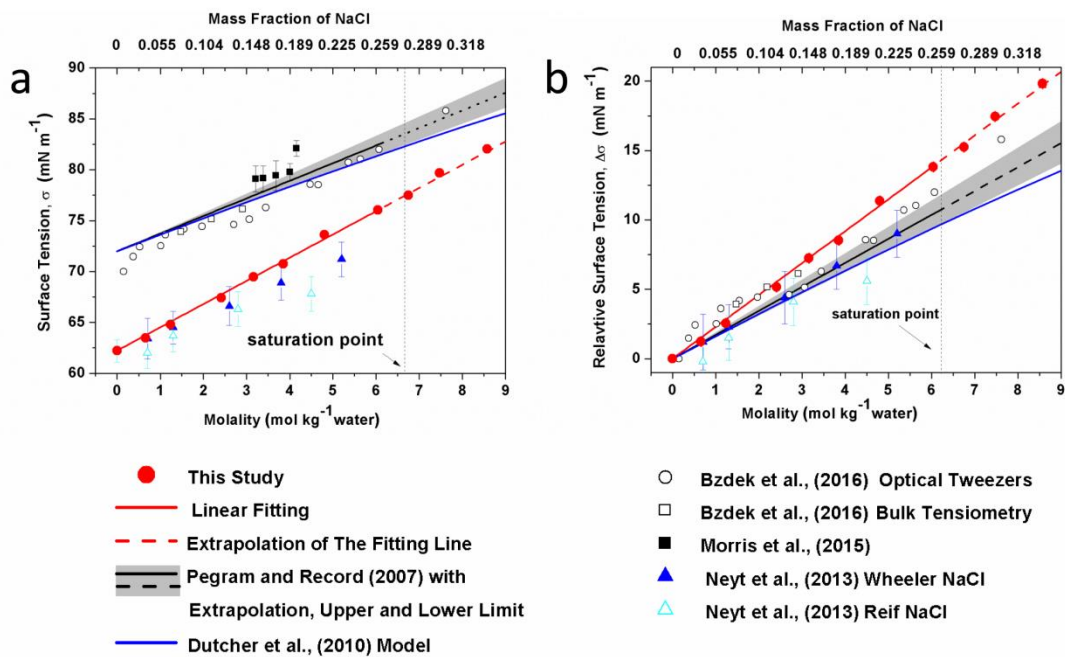 Mass Fraction of NaCl
0 0.055 0.104 0.148 0.189 0.225 0.259 0.289 0.318
a
90
85
80
75
70
65
60
Surface Tension, σ (mN m⁻¹)
saturation point
0 1 2 3 4 5 6 7 8 9
Molality (mol kg⁻¹water)
Mass Fraction of NaCl
0 0.055 0.104 0.148 0.189 0.225 0.259 0.289 0.318
b
20
15
10
5
0
Relavtive Surface Tension, Δσ (mN m⁻¹)
saturation point
0 1 2 3 4 5 6 7 8 9
Molality (mol kg⁻¹water)
This Study
Linear Fitting
Extrapolation of The Fitting Line
Pegram and Record (2007) with
Extrapolation, Upper and Lower Limit
Dutcher et al., (2010) Model
Bzdek et al., (2016) Optical Tweezers
Bzdek et al., (2016) Bulk Tensiometry
Morris et al., (2015)
Neyt et al., (2013) Wheeler NaCl
Neyt et al., (2013) Reif NaCl